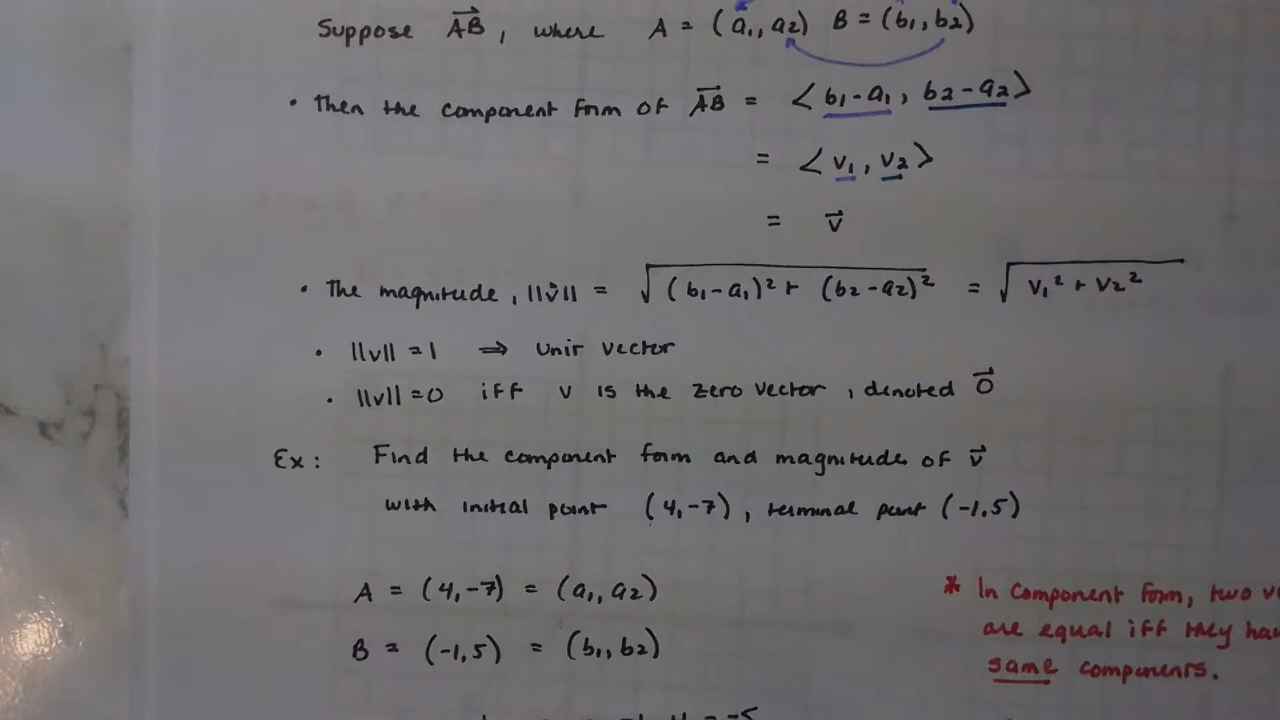 Suppose AB⃗, where A = (a₁, a₂) B = (b₁, b₂)
• then the component form of AB⃗ = <b₁-a₁, b₂-a₂>
= <v₁, v₂>
= v⃗
• the magnitude, ||v⃗|| = √((b₁-a₁)² + (b₂-a₂)²) = √(v₁² + v₂²)
• ||v|| = 1 ⇒ unit vector
• ||v|| = 0 iff v is the zero vector, denoted 0⃗
Ex: Find the component form and magnitude of v⃗
with initial point (4,-7), terminal point (-1,5)
A = (4,-7) = (a₁, a₂)
B = (-1,5) = (b₁, b₂)
* In component form, two
are equal iff they
same components.
= -5